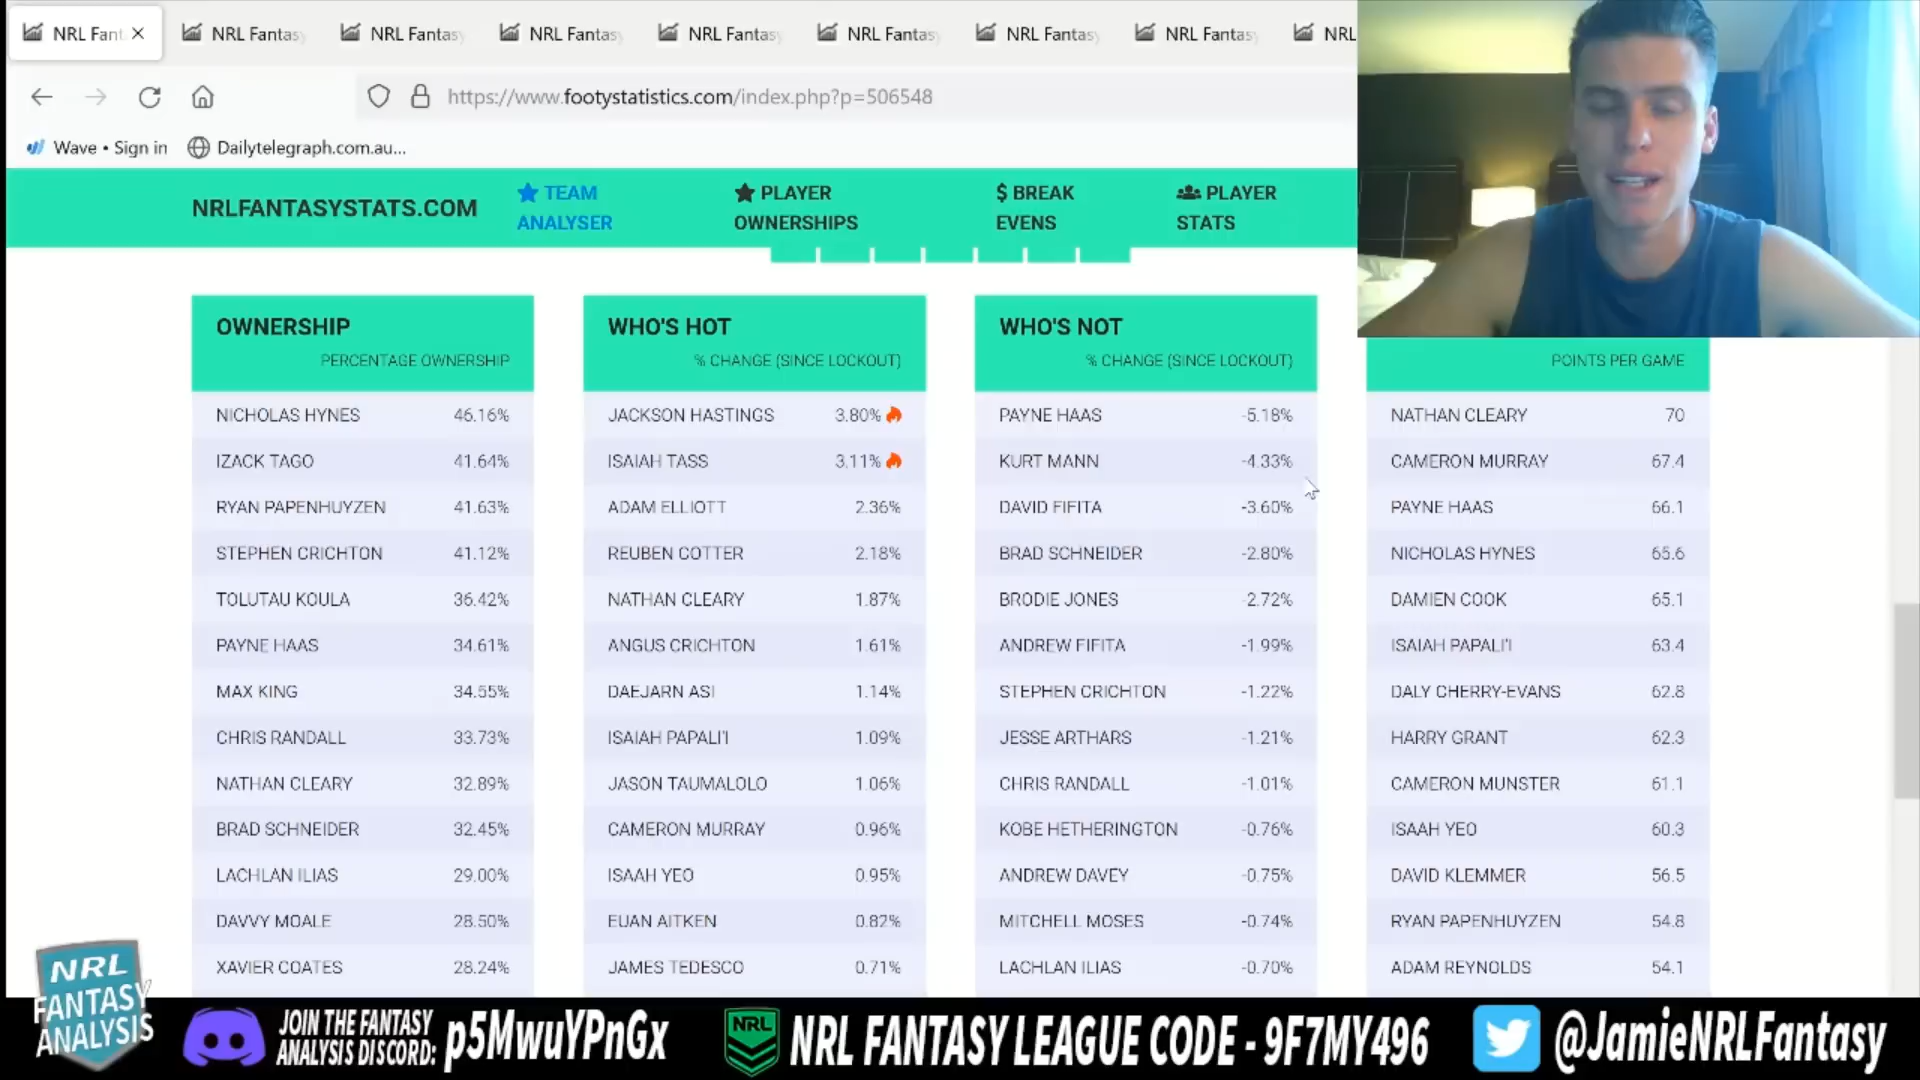 NRL Fant
NRL Fantas
NRL Fantas
NRL Fantas
NRL Fantas
NRL Fantas
NRL Fantas
NRL Fantas
NRL
https://www.footystatistics.com/index.php?p=506548
Wave • Sign in
Dailytelegraph.com.au...
NRLFANTASYSTATS.COM
TEAM
ANALYSER
PLAYER
OWNERSHIPS
$ BREAK
EVENS
PLAYER
STATS
OWNERSHIP
PERCENTAGE OWNERSHIP
NICHOLAS HYNES 46.16%
IZACK TAGO 41.64%
RYAN PAPENHUYZEN 41.63%
STEPHEN CRICHTON 41.12%
TOLUTAU KOULA 36.42%
PAYNE HAAS 34.61%
MAX KING 34.55%
CHRIS RANDALL 33.73%
NATHAN CLEARY 32.89%
BRAD SCHNEIDER 32.45%
LACHLAN ILIAS 29.00%
DAVVY MOALE 28.50%
XAVIER COATES 28.24%
WHO'S HOT
% CHANGE (SINCE LOCKOUT)
JACKSON HASTINGS 3.80%
ISAIAH TASS 3.11%
ADAM ELLIOTT 2.36%
REUBEN COTTER 2.18%
NATHAN CLEARY 1.87%
ANGUS CRICHTON 1.61%
DAEJARN ASI 1.14%
ISAIAH PAPALI'I 1.09%
JASON TAUMALOLO 1.06%
CAMERON MURRAY 0.96%
ISAAH YEO 0.95%
EUAN AITKEN 0.82%
JAMES TEDESCO 0.71%
WHO'S NOT
% CHANGE (SINCE LOCKOUT)
PAYNE HAAS -5.18%
KURT MANN -4.33%
DAVID FIFITA -3.60%
BRAD SCHNEIDER -2.80%
BRODIE JONES -2.72%
ANDREW FIFITA -1.99%
STEPHEN CRICHTON -1.22%
JESSE ARTHARS -1.21%
CHRIS RANDALL -1.01%
KOBE HETHERINGTON -0.76%
ANDREW DAVEY -0.75%
MITCHELL MOSES -0.74%
LACHLAN ILIAS -0.70%
POINTS PER GAME
NATHAN CLEARY 70
CAMERON MURRAY 67.4
PAYNE HAAS 66.1
NICHOLAS HYNES 65.6
DAMIEN COOK 65.1
ISAIAH PAPALI'I 63.4
DALY CHERRY-EVANS 62.8
HARRY GRANT 62.3
CAMERON MUNSTER 61.1
ISAAH YEO 60.3
DAVID KLEMMER 56.5
RYAN PAPENHUYZEN 54.8
ADAM REYNOLDS 54.1
NRL
FANTASY
ANALYSIS
JOIN THE FANTASY
ANALYSIS DISCORD: p5MwuYPnGx
NRL
NRL FANTASY LEAGUE CODE - 9F7MY496
@JamieNRLFantasy